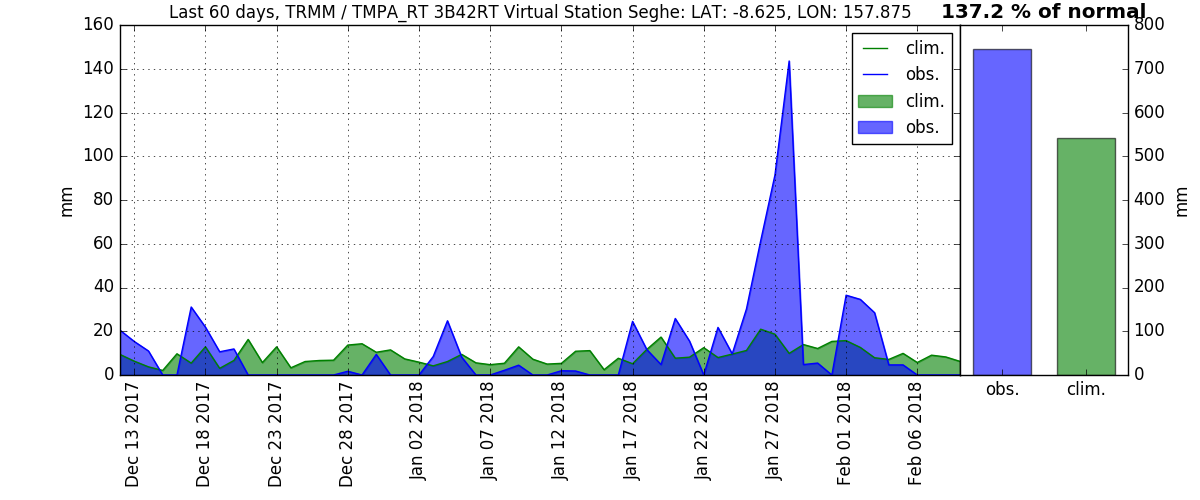 Last 60 days, TRMM / TMPA_RT 3B42RT Virtual Station Seghe: LAT: -8.625, LON: 157.875
137.2 % of normal
160
140
120
100
80
60
40
20
0
mm
clim.
obs.
clim.
obs.
Dec 13 2017
Dec 18 2017
Dec 23 2017
Dec 28 2017
Jan 02 2018
Jan 07 2018
Jan 12 2018
Jan 17 2018
Jan 22 2018
Jan 27 2018
Feb 01 2018
Feb 06 2018
800
700
600
500
400
300
200
100
0
mm
obs.
clim.